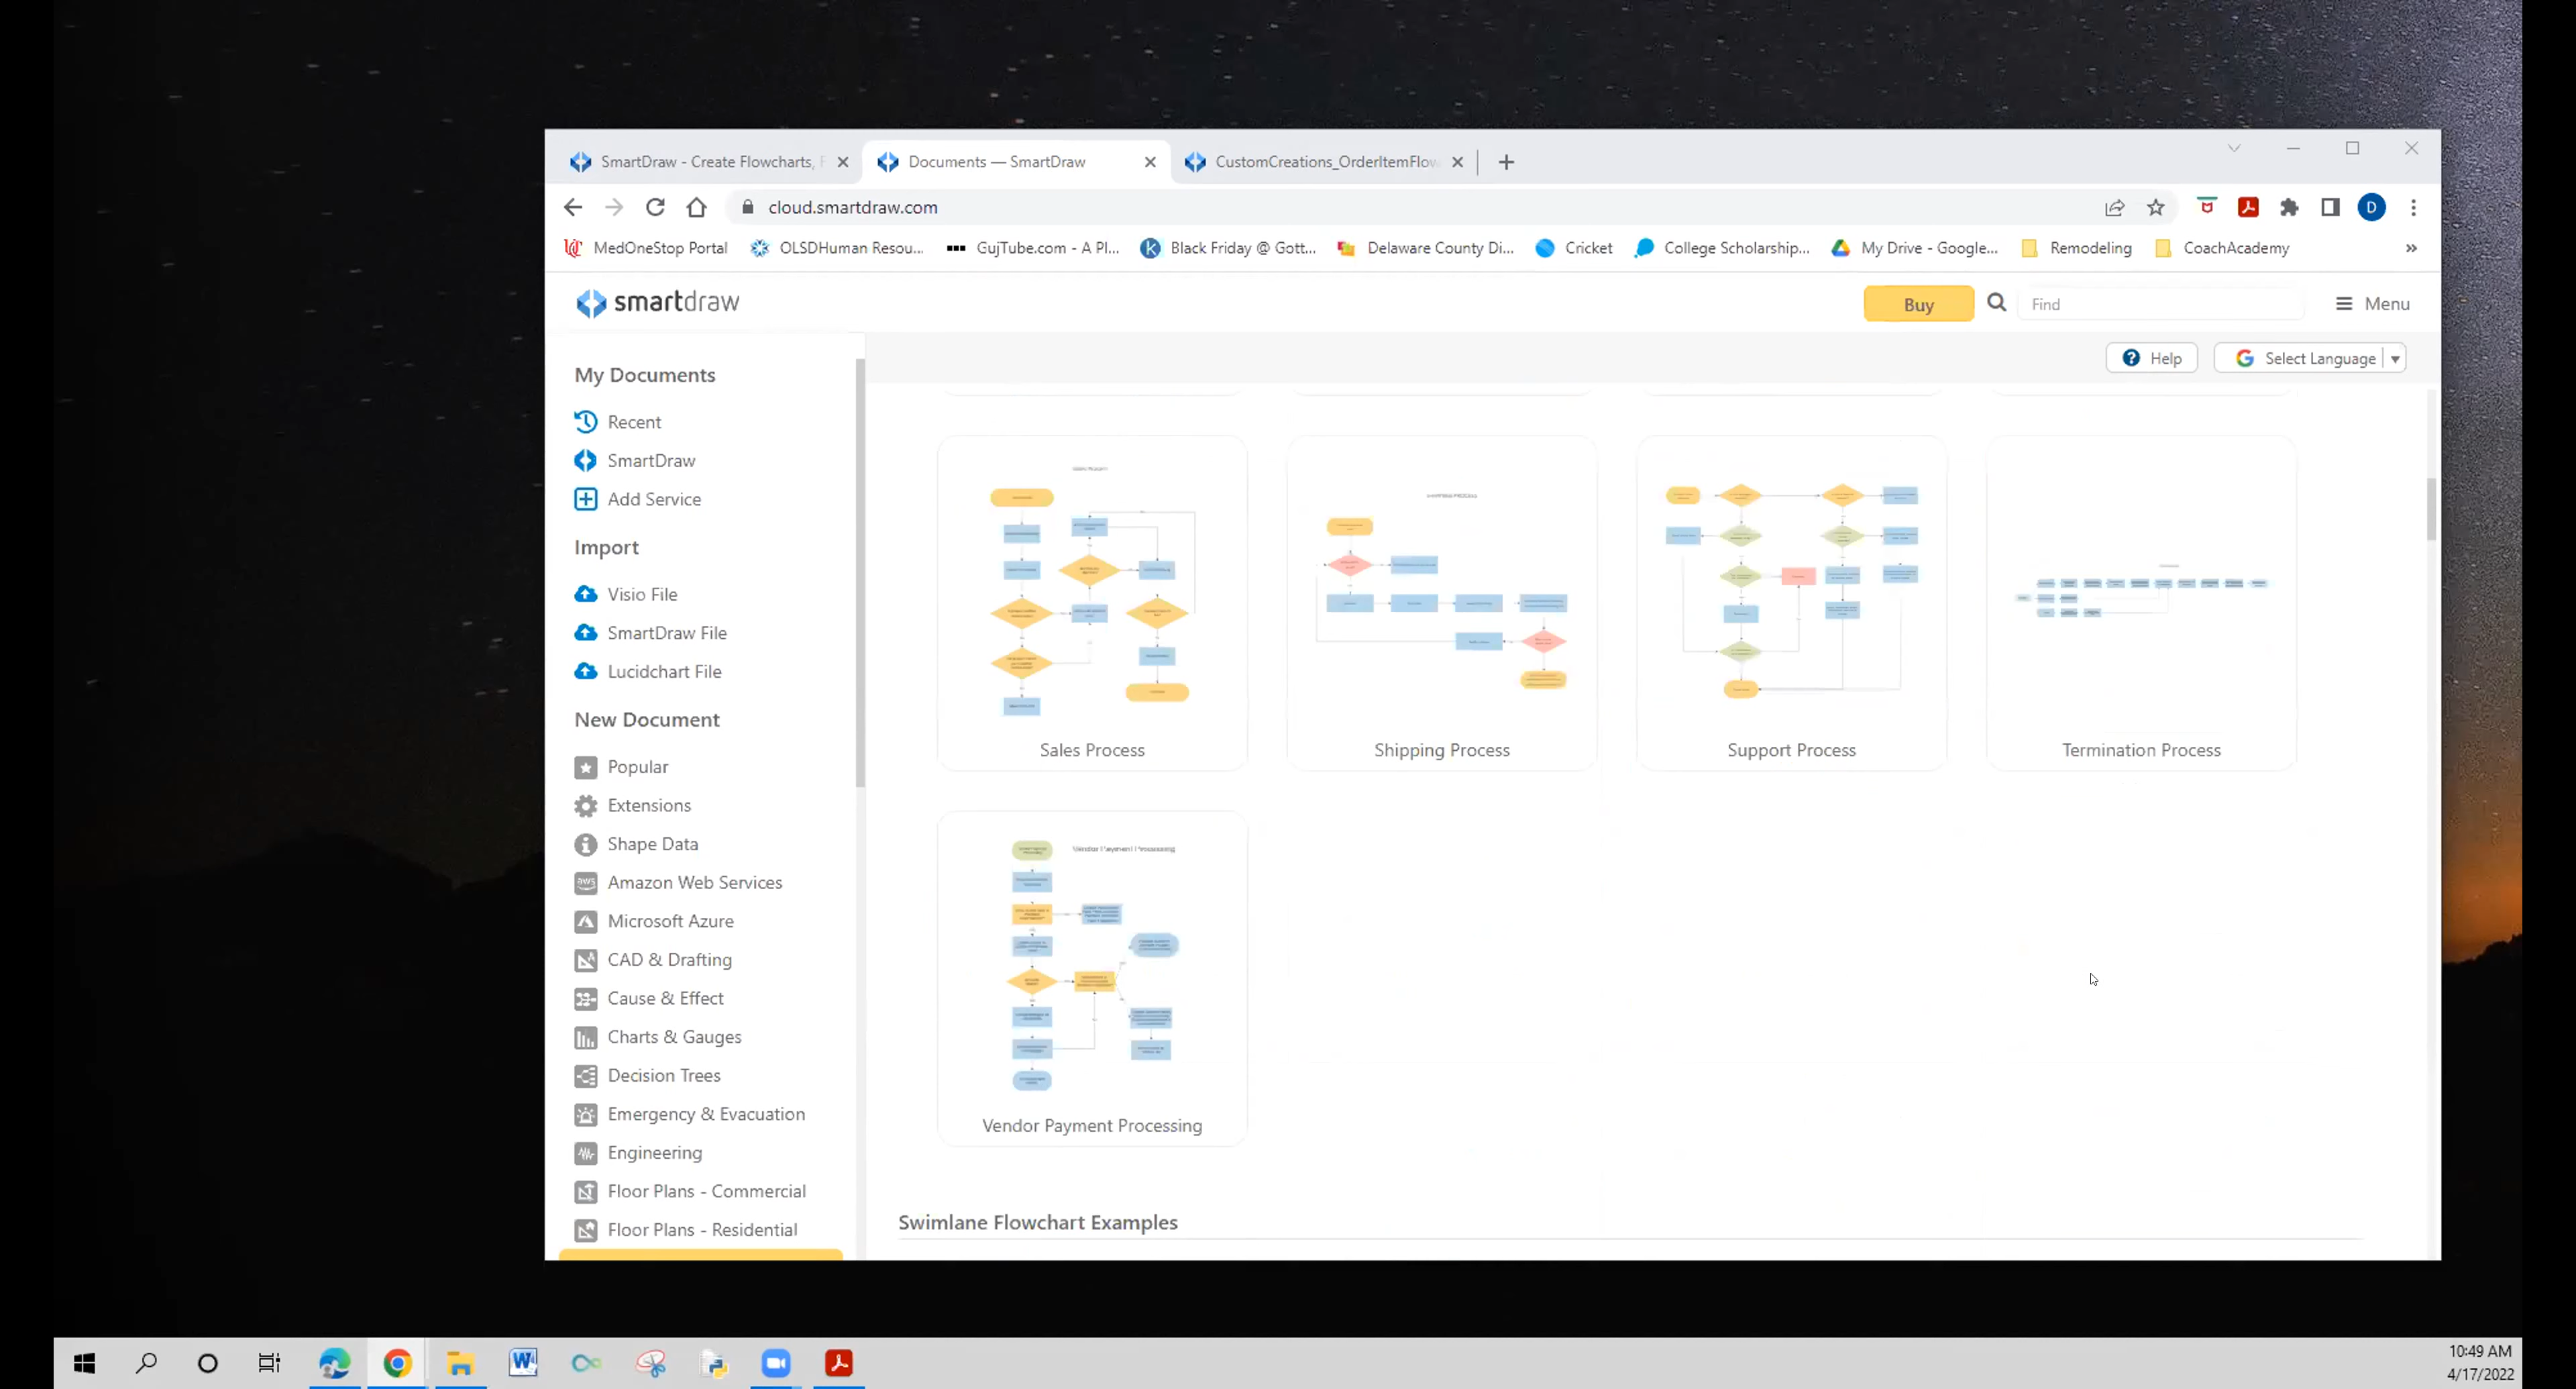 SmartDraw - Create Flowcharts, F
Documents — SmartDraw
CustomCreations_OrderItemFlow
cloud.smartdraw.com
D
MedOneStop Portal
OLSDHuman Resou...
GujTube.com - A Pl...
Black Friday @ Gott...
Delaware County Di...
Cricket
College Scholarship...
My Drive - Google...
Remodeling
CoachAcademy
smartdraw
Buy
Find
Menu
Help
Select Language
My Documents
Recent
SmartDraw
Add Service
Import
Visio File
SmartDraw File
Lucidchart File
New Document
Popular
Extensions
Shape Data
Amazon Web Services
Microsoft Azure
CAD & Drafting
Cause & Effect
Charts & Gauges
Decision Trees
Emergency & Evacuation
Engineering
Floor Plans - Commercial
Floor Plans - Residential
Sales Process
Shipping Process
Support Process
Termination Process
Vendor Payment Processing
Vendor Payment Processing
Swimlane Flowchart Examples
10:49 AM
4/17/2022